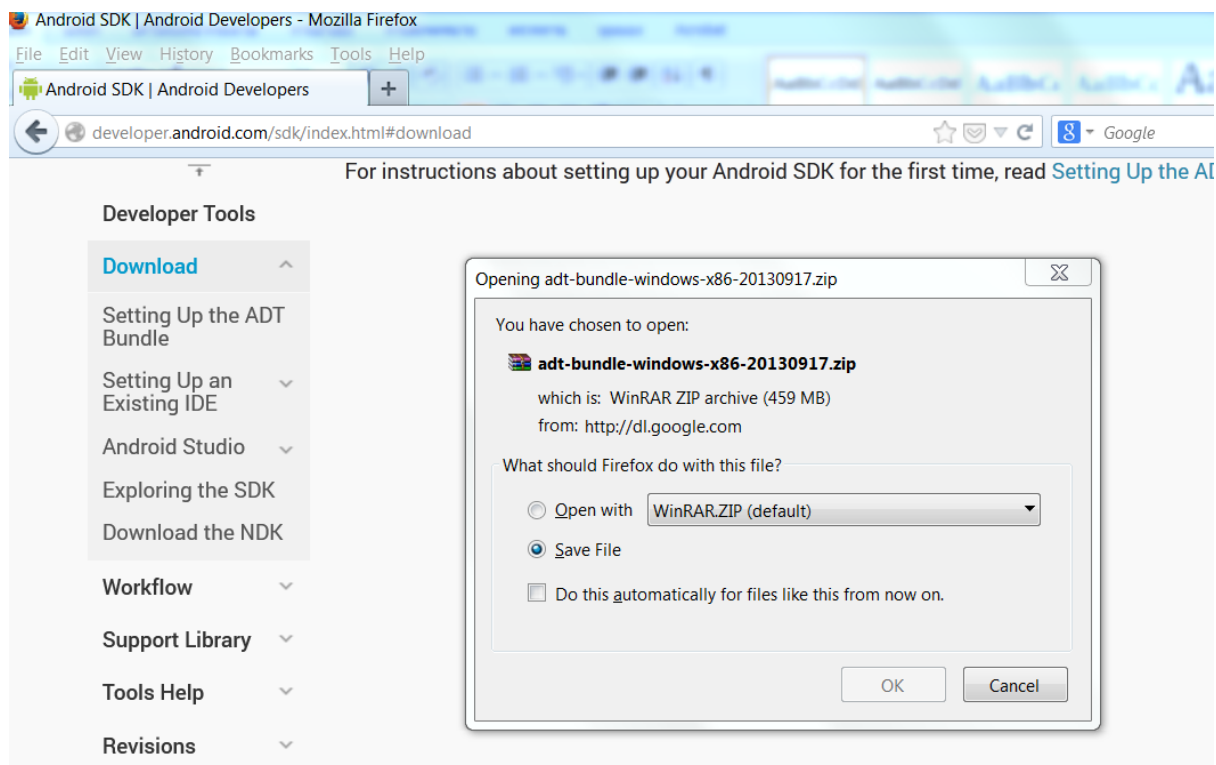 Android SDK | Android Developers - Mozilla Firefox
File Edit View History Bookmarks Tools Help
Android SDK | Android Developers
+
developer.android.com/sdk/index.html#download
8 Google
For instructions about setting up your Android SDK for the first time, read Setting Up the AD
Developer Tools
Download
Setting Up the ADT
Bundle
Setting Up an
Existing IDE
Android Studio
Exploring the SDK
Download the NDK
Workflow
Support Library
Tools Help
Revisions
Opening adt-bundle-windows-x86-20130917.zip
You have chosen to open:
adt-bundle-windows-x86-20130917.zip
which is: WinRAR ZIP archive (459 MB)
from: http://dl.google.com
What should Firefox do with this file?
Open with WinRAR.ZIP (default)
Save File
Do this automatically for files like this from now on.
OK Cancel